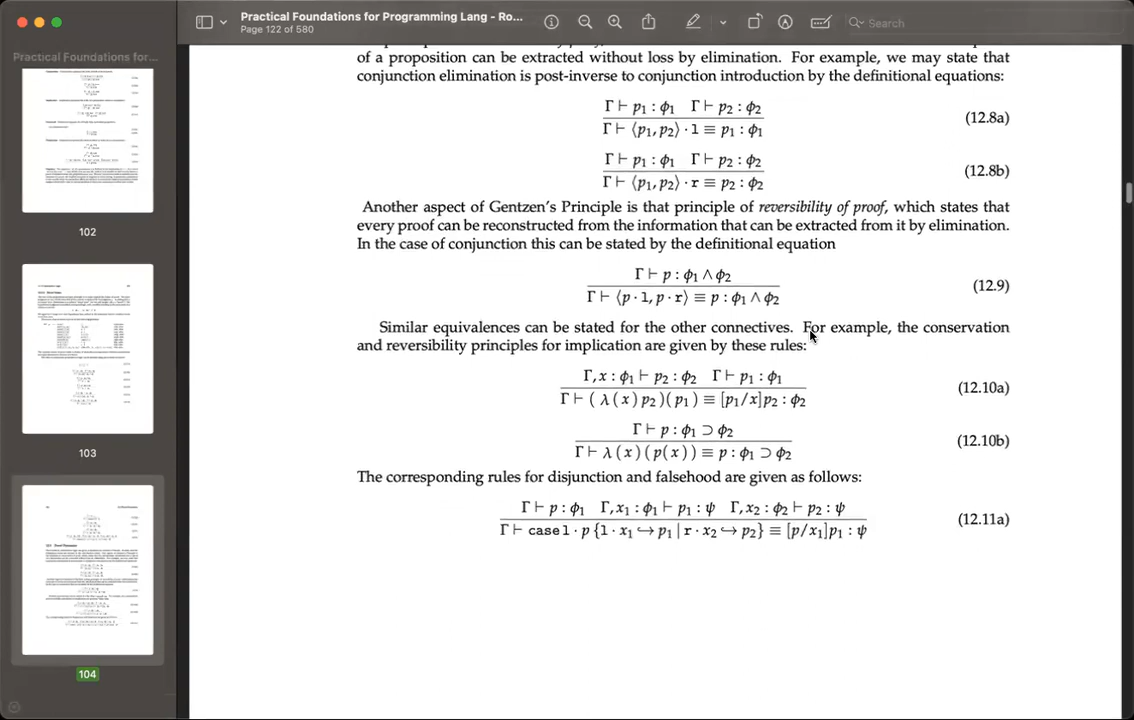 Practical Foundations for Programming Lang - Ro...
Page 122 of 580
Search
Practical Foundations for...
102
103
104
of a proposition can be extracted without loss by elimination. For example, we may state that
conjunction elimination is post-inverse to conjunction introduction by the definitional equations:
Γ ⊢ p₁ : ϕ₁ Γ ⊢ p₂ : ϕ₂
Γ ⊢ ⟨p₁, p₂⟩ · l ≡ p₁ : ϕ₁
(12.8a)
Γ ⊢ p₁ : ϕ₁ Γ ⊢ p₂ : ϕ₂
Γ ⊢ ⟨p₁, p₂⟩ · r ≡ p₂ : ϕ₂
(12.8b)
Another aspect of Gentzen's Principle is that principle of reversibility of proof, which states that
every proof can be reconstructed from the information that can be extracted from it by elimination.
In the case of conjunction this can be stated by the definitional equation
Γ ⊢ p : ϕ₁ ∧ ϕ₂
Γ ⊢ ⟨p · l, p · r⟩ ≡ p : ϕ₁ ∧ ϕ₂
(12.9)
Similar equivalences can be stated for the other connectives. For example, the conservation
and reversibility principles for implication are given by these rules:
Γ, x : ϕ₁ ⊢ p₂ : ϕ₂ Γ ⊢ p₁ : ϕ₁
Γ ⊢ ( λ ( x ) p₂ )( p₁ ) ≡ [p₁/x]p₂ : ϕ₂
(12.10a)
Γ ⊢ p : ϕ₁ ⊃ ϕ₂
Γ ⊢ λ ( x ) ( p( x ) ) ≡ p : ϕ₁ ⊃ ϕ₂
(12.10b)
The corresponding rules for disjunction and falsehood are given as follows:
Γ ⊢ p : ϕ₁ Γ, x₁ : ϕ₁ ⊢ p₁ : ψ Γ, x₂ : ϕ₂ ⊢ p₂ : ψ
Γ ⊢ case l · p {l · x₁ ↪ p₁ | r · x₂ ↪ p₂} ≡ [p/x₁]p₁ : ψ
(12.11a)